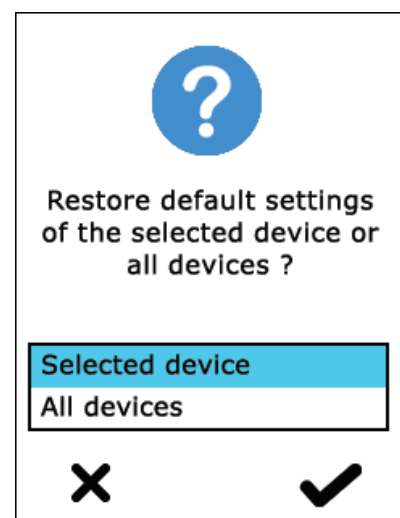 ?
Restore default settings
of the selected device or
all devices ?
Selected device
All devices